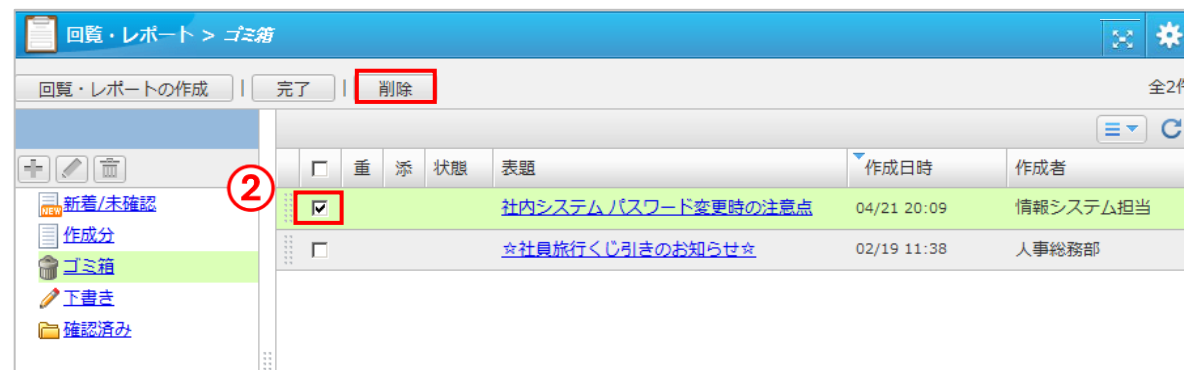 回覧・レポート > ゴミ箱
回覧・レポートの作成 | 完了 | 削除 全2件
② 重 添 状態 表題 作成日時 作成者
NEW 新着/未確認
作成分
ゴミ箱
下書き
確認済み
社内システム パスワード変更時の注意点 04/21 20:09 情報システム担当
☆社員旅行くじ引きのお知らせ☆ 02/19 11:38 人事総務部